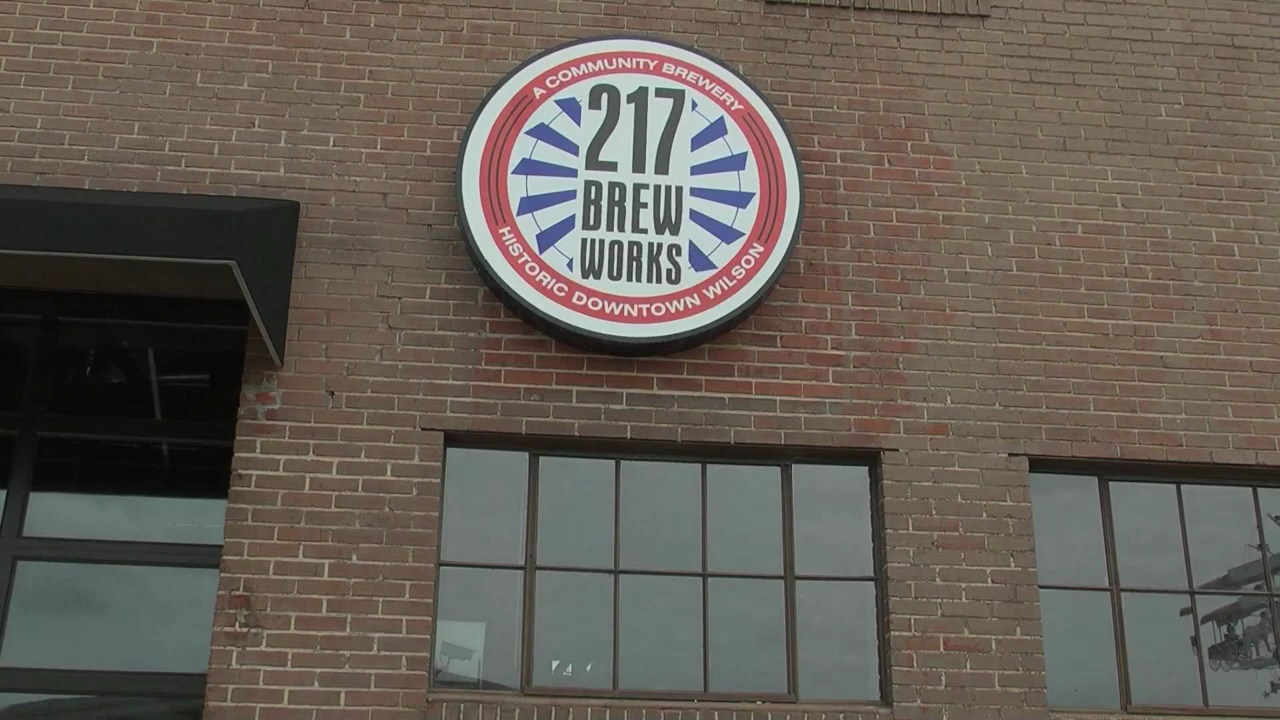 A COMMUNITY BREWERY
217
BREW
WORKS
HISTORIC DOWNTOWN WILSON